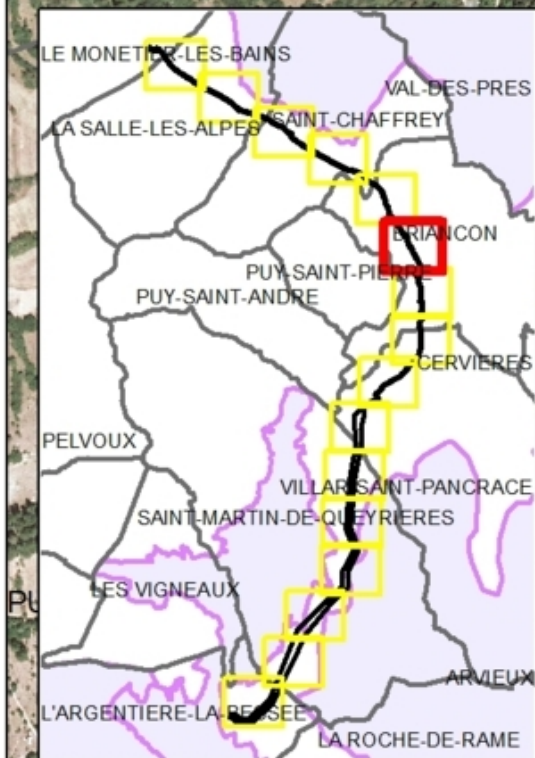 LE MONETIER-LES-BAINS
VAL-DES-PRES
LA SALLE-LES-ALPES
SAINT-CHAFFREY
BRIANCON
PUY-SAINT-PIERRE
PUY-SAINT-ANDRE
CERVIERES
PELVOUX
VILLAR-SAINT-PANCRACE
SAINT-MARTIN-DE-QUEYRIERES
LES VIGNEAUX
PU
ARVIEUX
L'ARGENTIERE-LA-BESSEE
LA ROCHE-DE-RAME